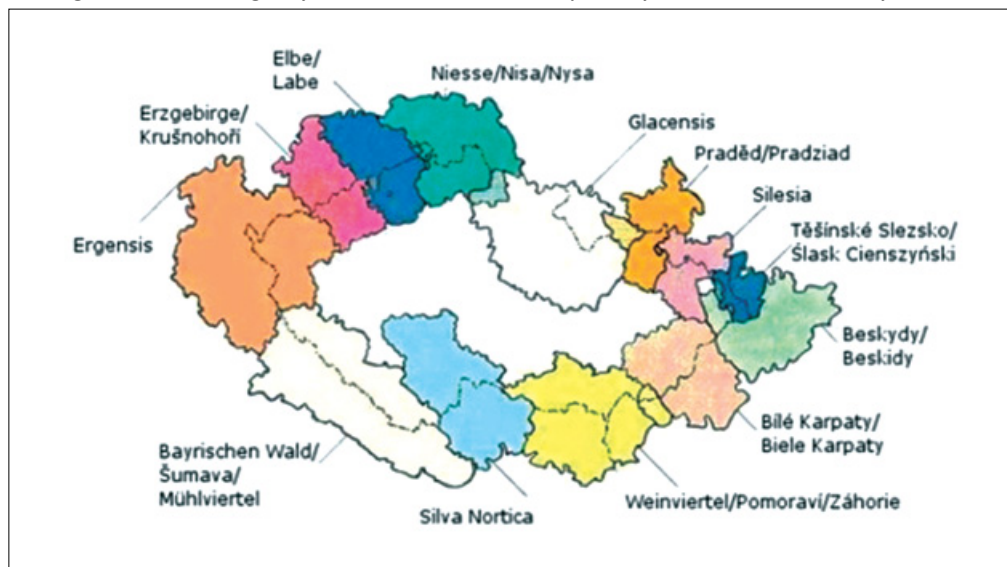 Elbe/
Labe
Niesse/Nisa/Nysa
Erzgebirge/
Krušnohoří
Glacensis
Praděd/Pradziad
Silesia
Těšínské Slezsko/
Ślask Cienszyński
Ergensis
Beskydy/
Beskidy
Bílé Karpaty/
Biele Karpaty
Bayrischen Wald/
Šumava/
Mühlviertel
Silva Nortica
Weinviertel/Pomoraví/Záhorie